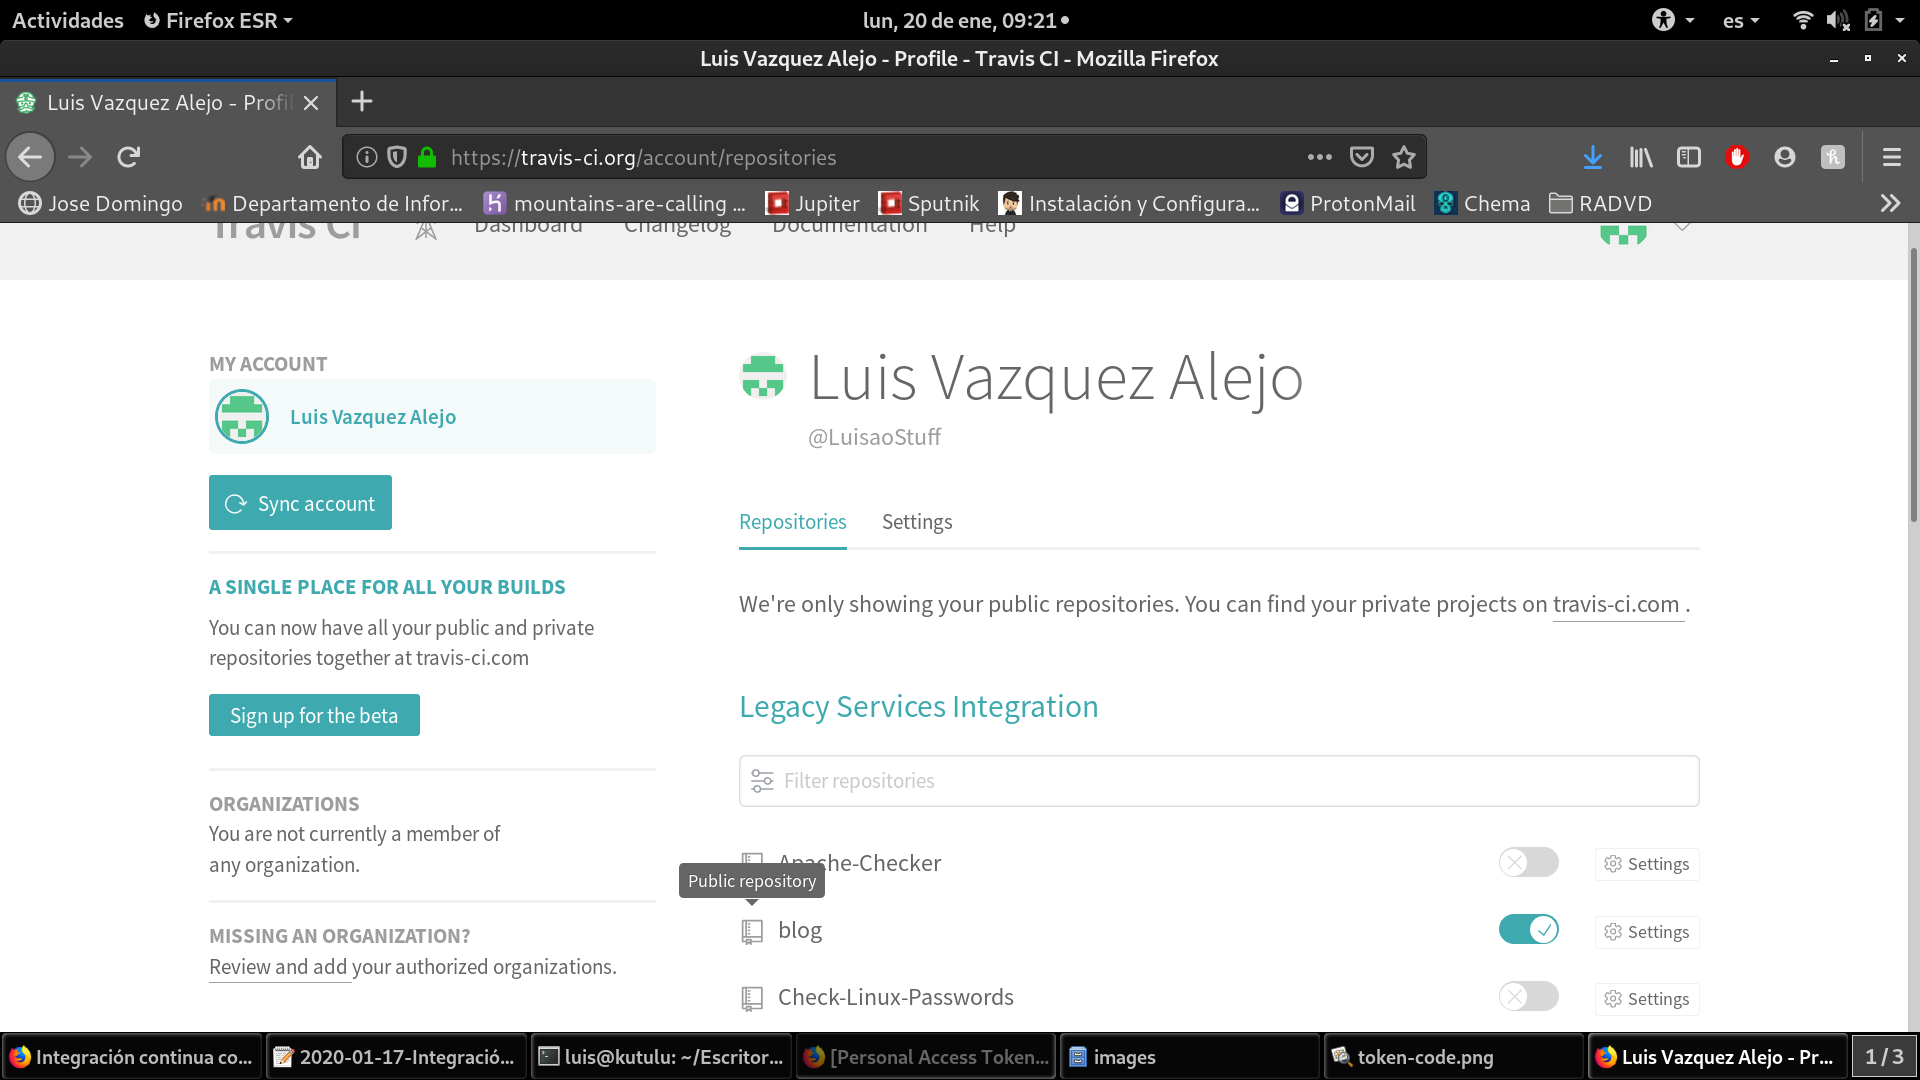 Actividades Firefox ESR lun, 20 de ene, 09:21 es
Luis Vazquez Alejo - Profile - Travis CI - Mozilla Firefox
Luis Vazquez Alejo - Profil
https://travis-ci.org/account/repositories
Jose Domingo Departamento de Infor... mountains-are-calling ... Jupiter Sputnik Instalación y Configura... ProtonMail Chema RADVD
Travis CI Dashboard Changelog Documentation Help
MY ACCOUNT
Luis Vazquez Alejo
Sync account
A SINGLE PLACE FOR ALL YOUR BUILDS
You can now have all your public and private
repositories together at travis-ci.com
Sign up for the beta
ORGANIZATIONS
You are not currently a member of
any organization.
MISSING AN ORGANIZATION?
Review and add your authorized organizations.
Luis Vazquez Alejo
@LuisaoStuff
Repositories Settings
We're only showing your public repositories. You can find your private projects on travis-ci.com .
Legacy Services Integration
Filter repositories
Apache-Checker Settings
Public repository
blog Settings
Check-Linux-Passwords Settings
Integración continua co... 2020-01-17-Integració... luis@kutulu: ~/Escritor... [Personal Access Token... images token-code.png Luis Vazquez Alejo - Pr... 1 / 3